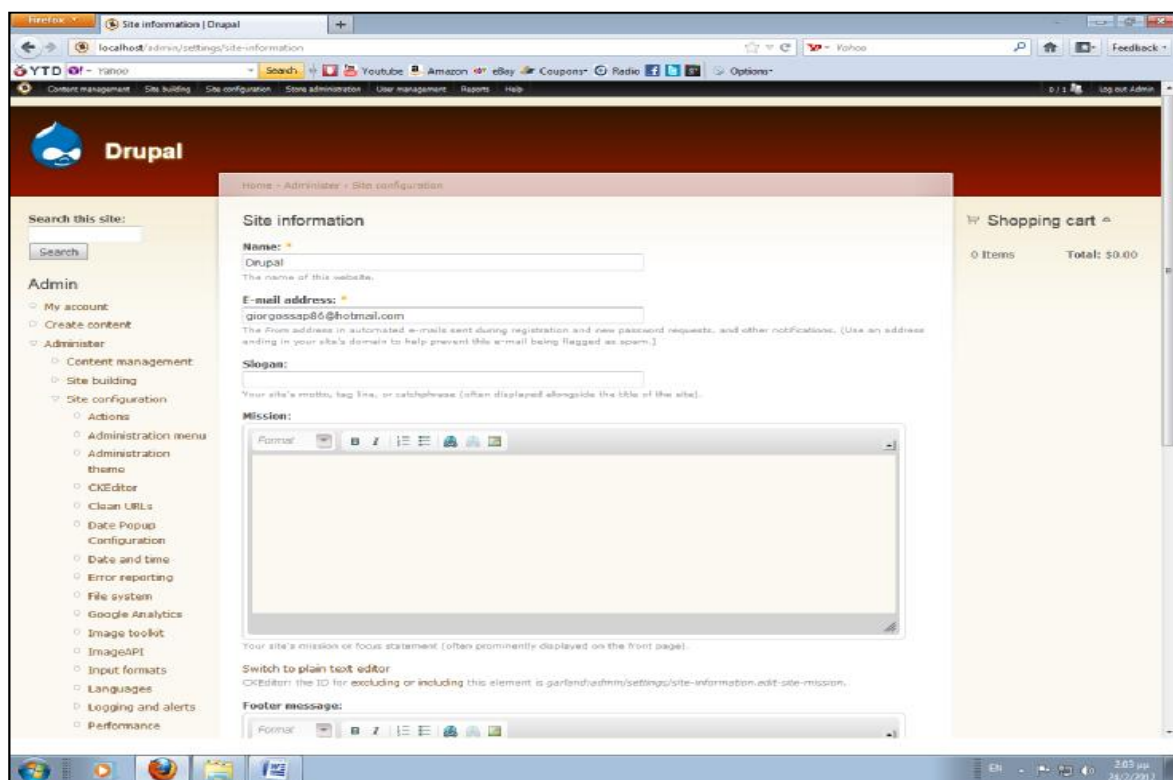 Firefox
Site information | Drupal
localhost/admin/settings/site-information
Yahoo
Feedback
YTD
Yahoo
Search
Youtube
Amazon
eBay
Coupons
Radio
Options
Content management Site building Site configuration Store administration User management Reports Help
0 / 1
Log out Admin
Drupal
Home » Administer » Site configuration
Search this site:
Search
Admin
My account
Create content
Administer
Content management
Site building
Site configuration
Actions
Administration menu
Administration
theme
CKEditor
Clean URLs
Date Popup
Configuration
Date and time
Error reporting
File system
Google Analytics
Image toolkit
ImageAPI
Input formats
Languages
Logging and alerts
Performance
Site information
Name: *
Drupal
The name of this website.
E-mail address: *
giorgossap86@hotmail.com
The From address in automated e-mails sent during registration and new password requests, and other notifications. (Use an address
ending in your site's domain to help prevent this e-mail being flagged as spam.)
Slogan:
Your site's motto, tag line, or catchphrase (often displayed alongside the title of the site).
Mission:
Format
B I
Your site's mission or focus statement (often prominently displayed on the front page).
Switch to plain text editor
CKEditor: the ID for excluding or including this element is garland:admin/settings/site-information.edit-site-mission.
Footer message:
Format
B I
Shopping cart
0 Items Total: $0.00
EN
2:03 μμ